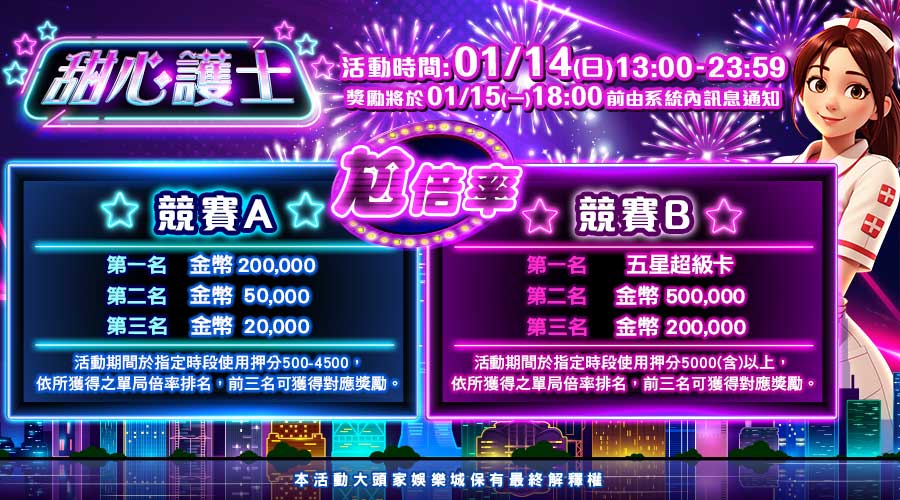 甜心護士
活動時間:01/14(日)13:00-23:59
獎勵將於01/15(一)18:00前由系統內訊息通知
尬倍率
競賽A
第一名 金幣 200,000
第二名 金幣 50,000
第三名 金幣 20,000
活動期間於指定時段使用押分500-4500，
依所獲得之單局倍率排名，前三名可獲得對應獎勵。
競賽B
第一名 五星超級卡
第二名 金幣 500,000
第三名 金幣 200,000
活動期間於指定時段使用押分5000(含)以上，
依所獲得之單局倍率排名，前三名可獲得對應獎勵。
本活動大頭家娛樂城保有最終解釋權